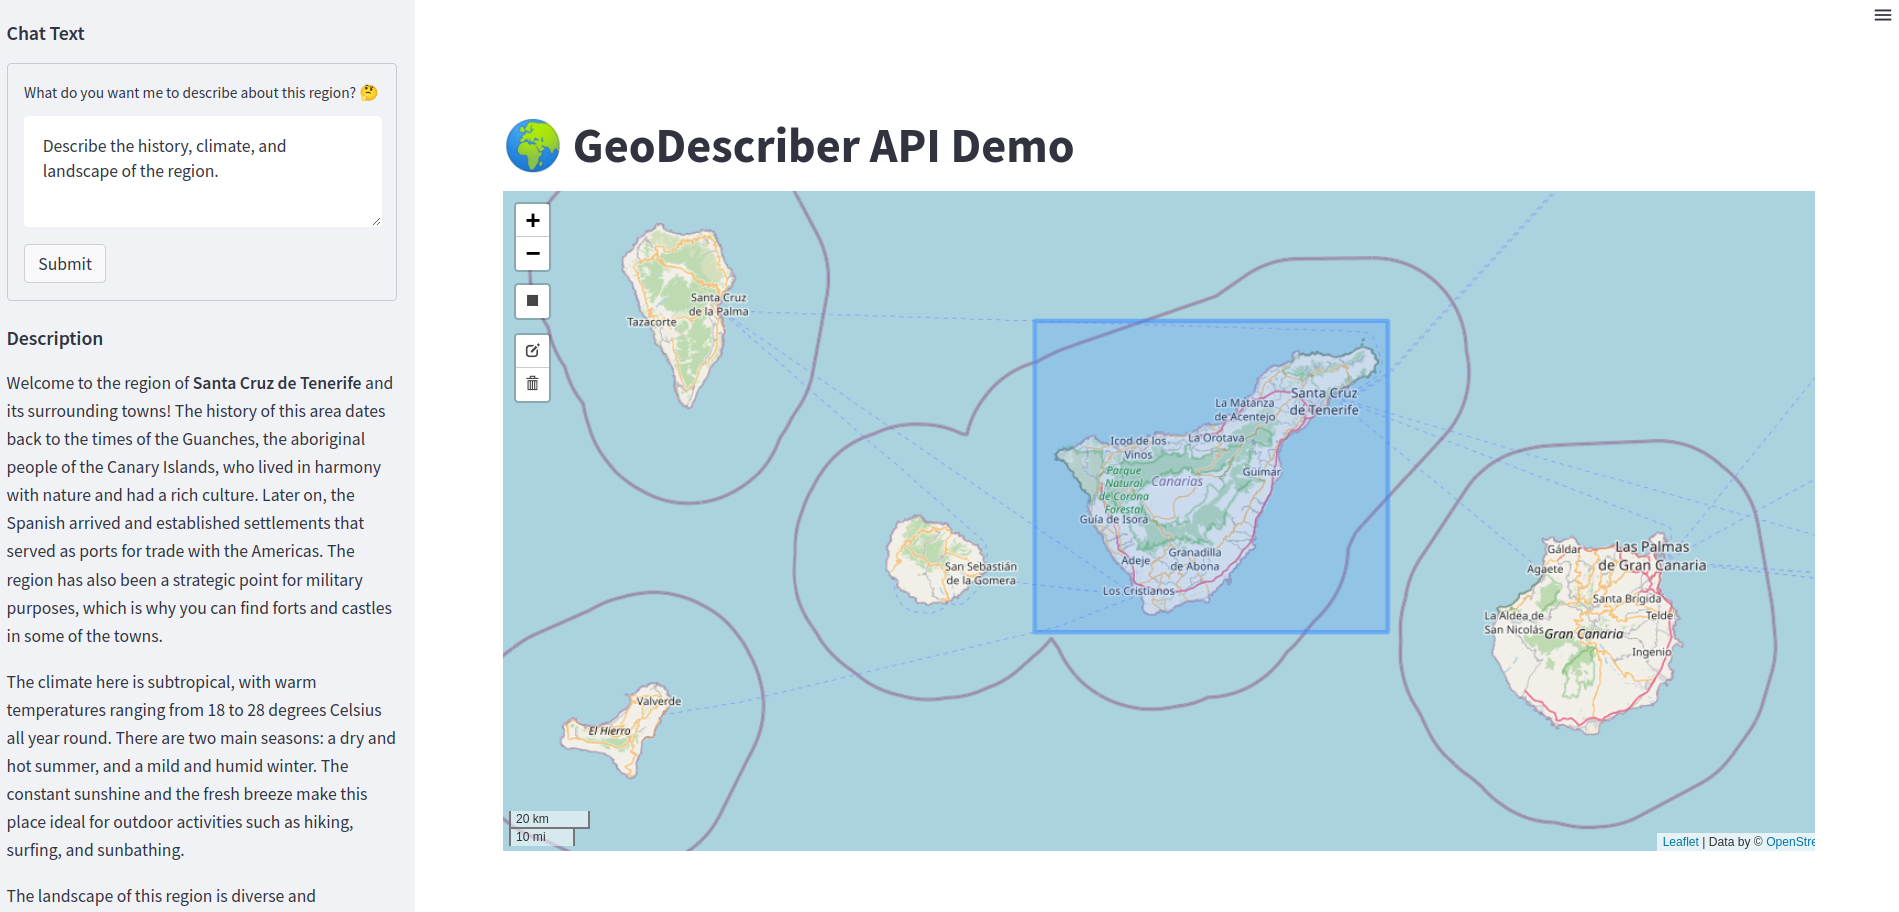 Chat Text
What do you want me to describe about this region? 🤔
Describe the history, climate, and
landscape of the region.
Submit
Description
Welcome to the region of Santa Cruz de Tenerife and
its surrounding towns! The history of this area dates
back to the times of the Guanches, the aboriginal
people of the Canary Islands, who lived in harmony
with nature and had a rich culture. Later on, the
Spanish arrived and established settlements that
served as ports for trade with the Americas. The
region has also been a strategic point for military
purposes, which is why you can find forts and castles
in some of the towns.
The climate here is subtropical, with warm
temperatures ranging from 18 to 28 degrees Celsius
all year round. There are two main seasons: a dry and
hot summer, and a mild and humid winter. The
constant sunshine and the fresh breeze make this
place ideal for outdoor activities such as hiking,
surfing, and sunbathing.
The landscape of this region is diverse and
🌍 GeoDescriber API Demo
+
−
Santa Cruz
de la Palma
Tazacorte
Santa Cruz
de Tenerife
La Matanza
de Acentejo
La Orotava
Icod de los
Vinos
Güímar
Parque
Natural
de Corona
Forestal
Canarias
Guía de Isora
Granadilla
de Abona
Adeje
Los Cristianos
San Sebastián
de la Gomera
Valverde
El Hierro
Gáldar
Las Palmas
de Gran Canaria
Agaete
Santa Brígida
Telde
La Aldea de
San Nicolás
Gran Canaria
Ingenio
20 km
10 mi
Leaflet | Data by © OpenStre